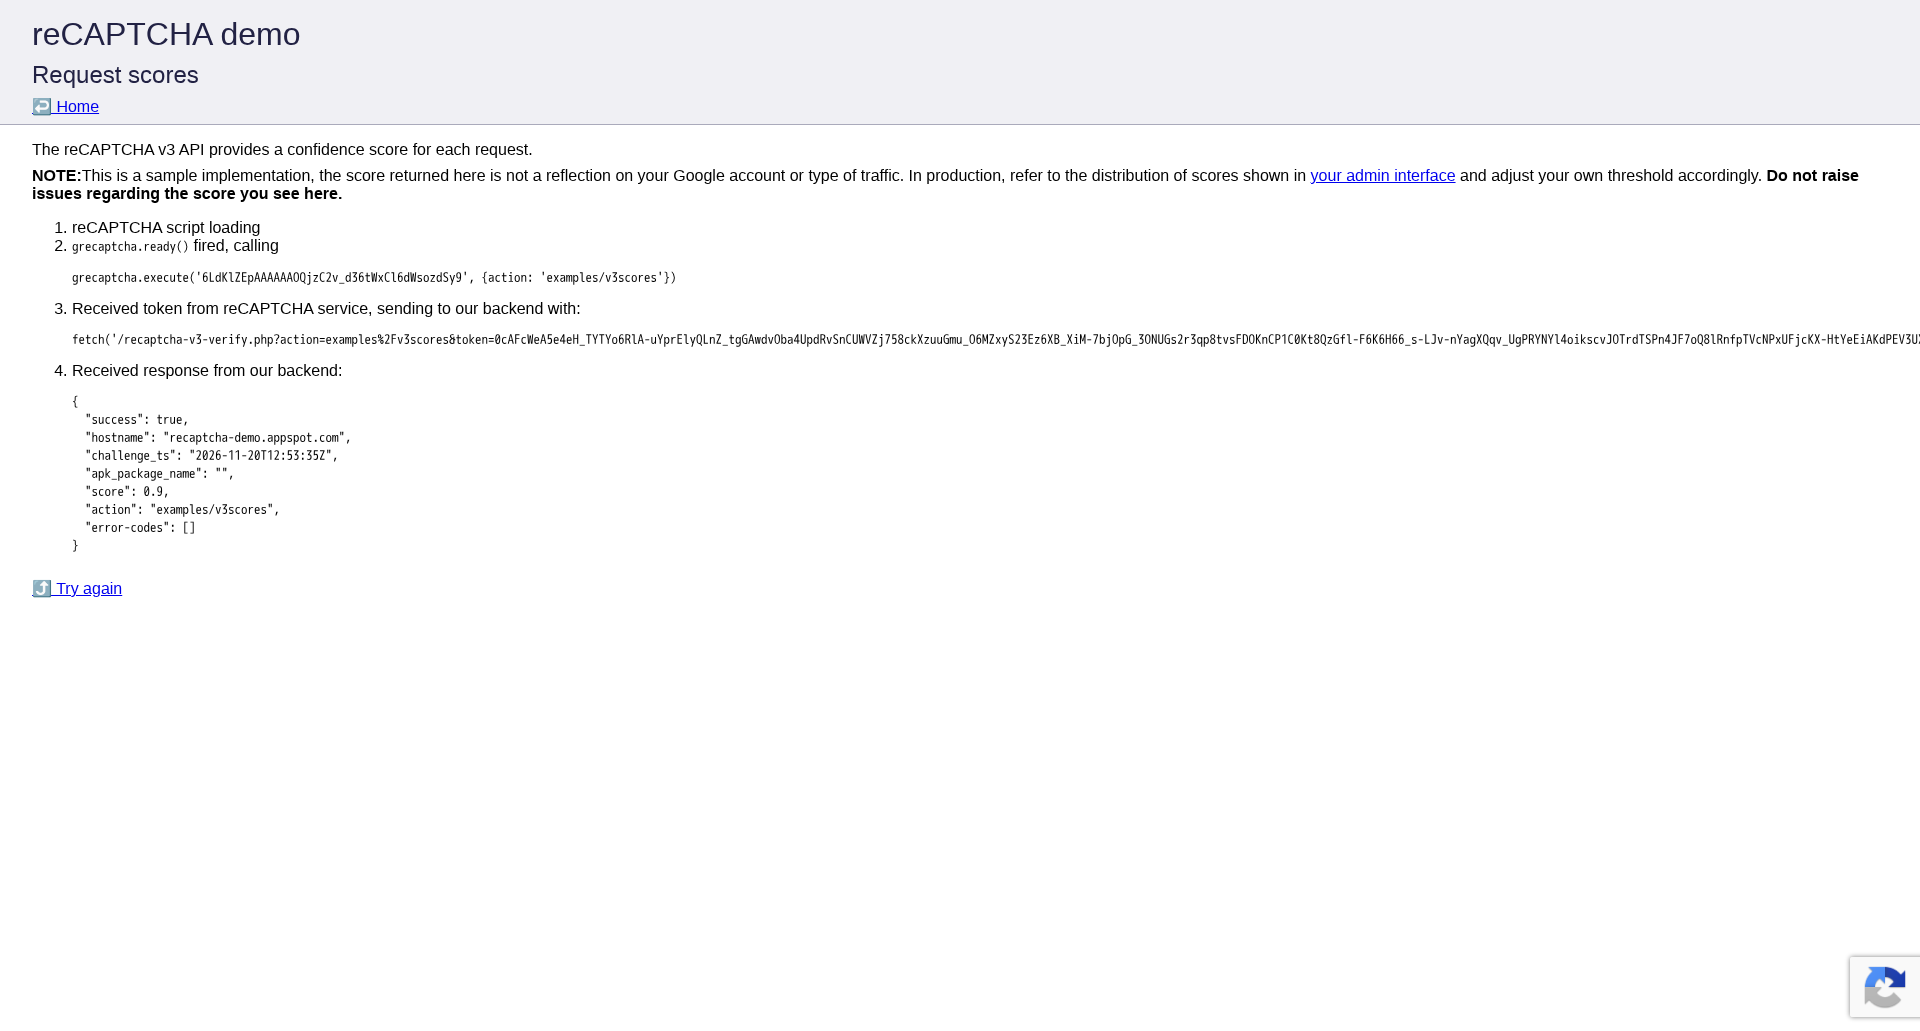 reCAPTCHA demo
Request scores
↩️ Home
The reCAPTCHA v3 API provides a confidence score for each request.
NOTE:This is a sample implementation, the score returned here is not a reflection on your Google account or type of traffic. In production, refer to the distribution of scores shown in your admin interface and adjust your own threshold accordingly. Do not raise
issues regarding the score you see here.
1. reCAPTCHA script loading
2. grecaptcha.ready() fired, calling
grecaptcha.execute('6LdKlZEpAAAAAAOQjzC2v_d36tWxCl6dWsozdSy9', {action: 'examples/v3scores'})
3. Received token from reCAPTCHA service, sending to our backend with:
fetch('/recaptcha-v3-verify.php?action=examples%2Fv3scores&token=0cAFcWeA5e4eH_TYTYo6RlA-uYprElyQLnZ_tgGAwdvOba4UpdRvSnCUWVZj758ckXzuuGmu_O6MZxyS23Ez6XB_XiM-7bjOpG_3ONUGs2r3qp8tvsFDOKnCP1C0Kt8QzGfl-F6K6H66_s-LJv-nYagXQqv_UgPRYNYl4oikscvJOTrdTSPn4JF7oQ8lRnfpTVcNPxUFjcKX-HtYeEiAKdPEV3U
4. Received response from our backend:
{
"success": true,
"hostname": "recaptcha-demo.appspot.com",
"challenge_ts": "2026-11-20T12:53:35Z",
"apk_package_name": "",
"score": 0.9,
"action": "examples/v3scores",
"error-codes": []
}
⤴️ Try again